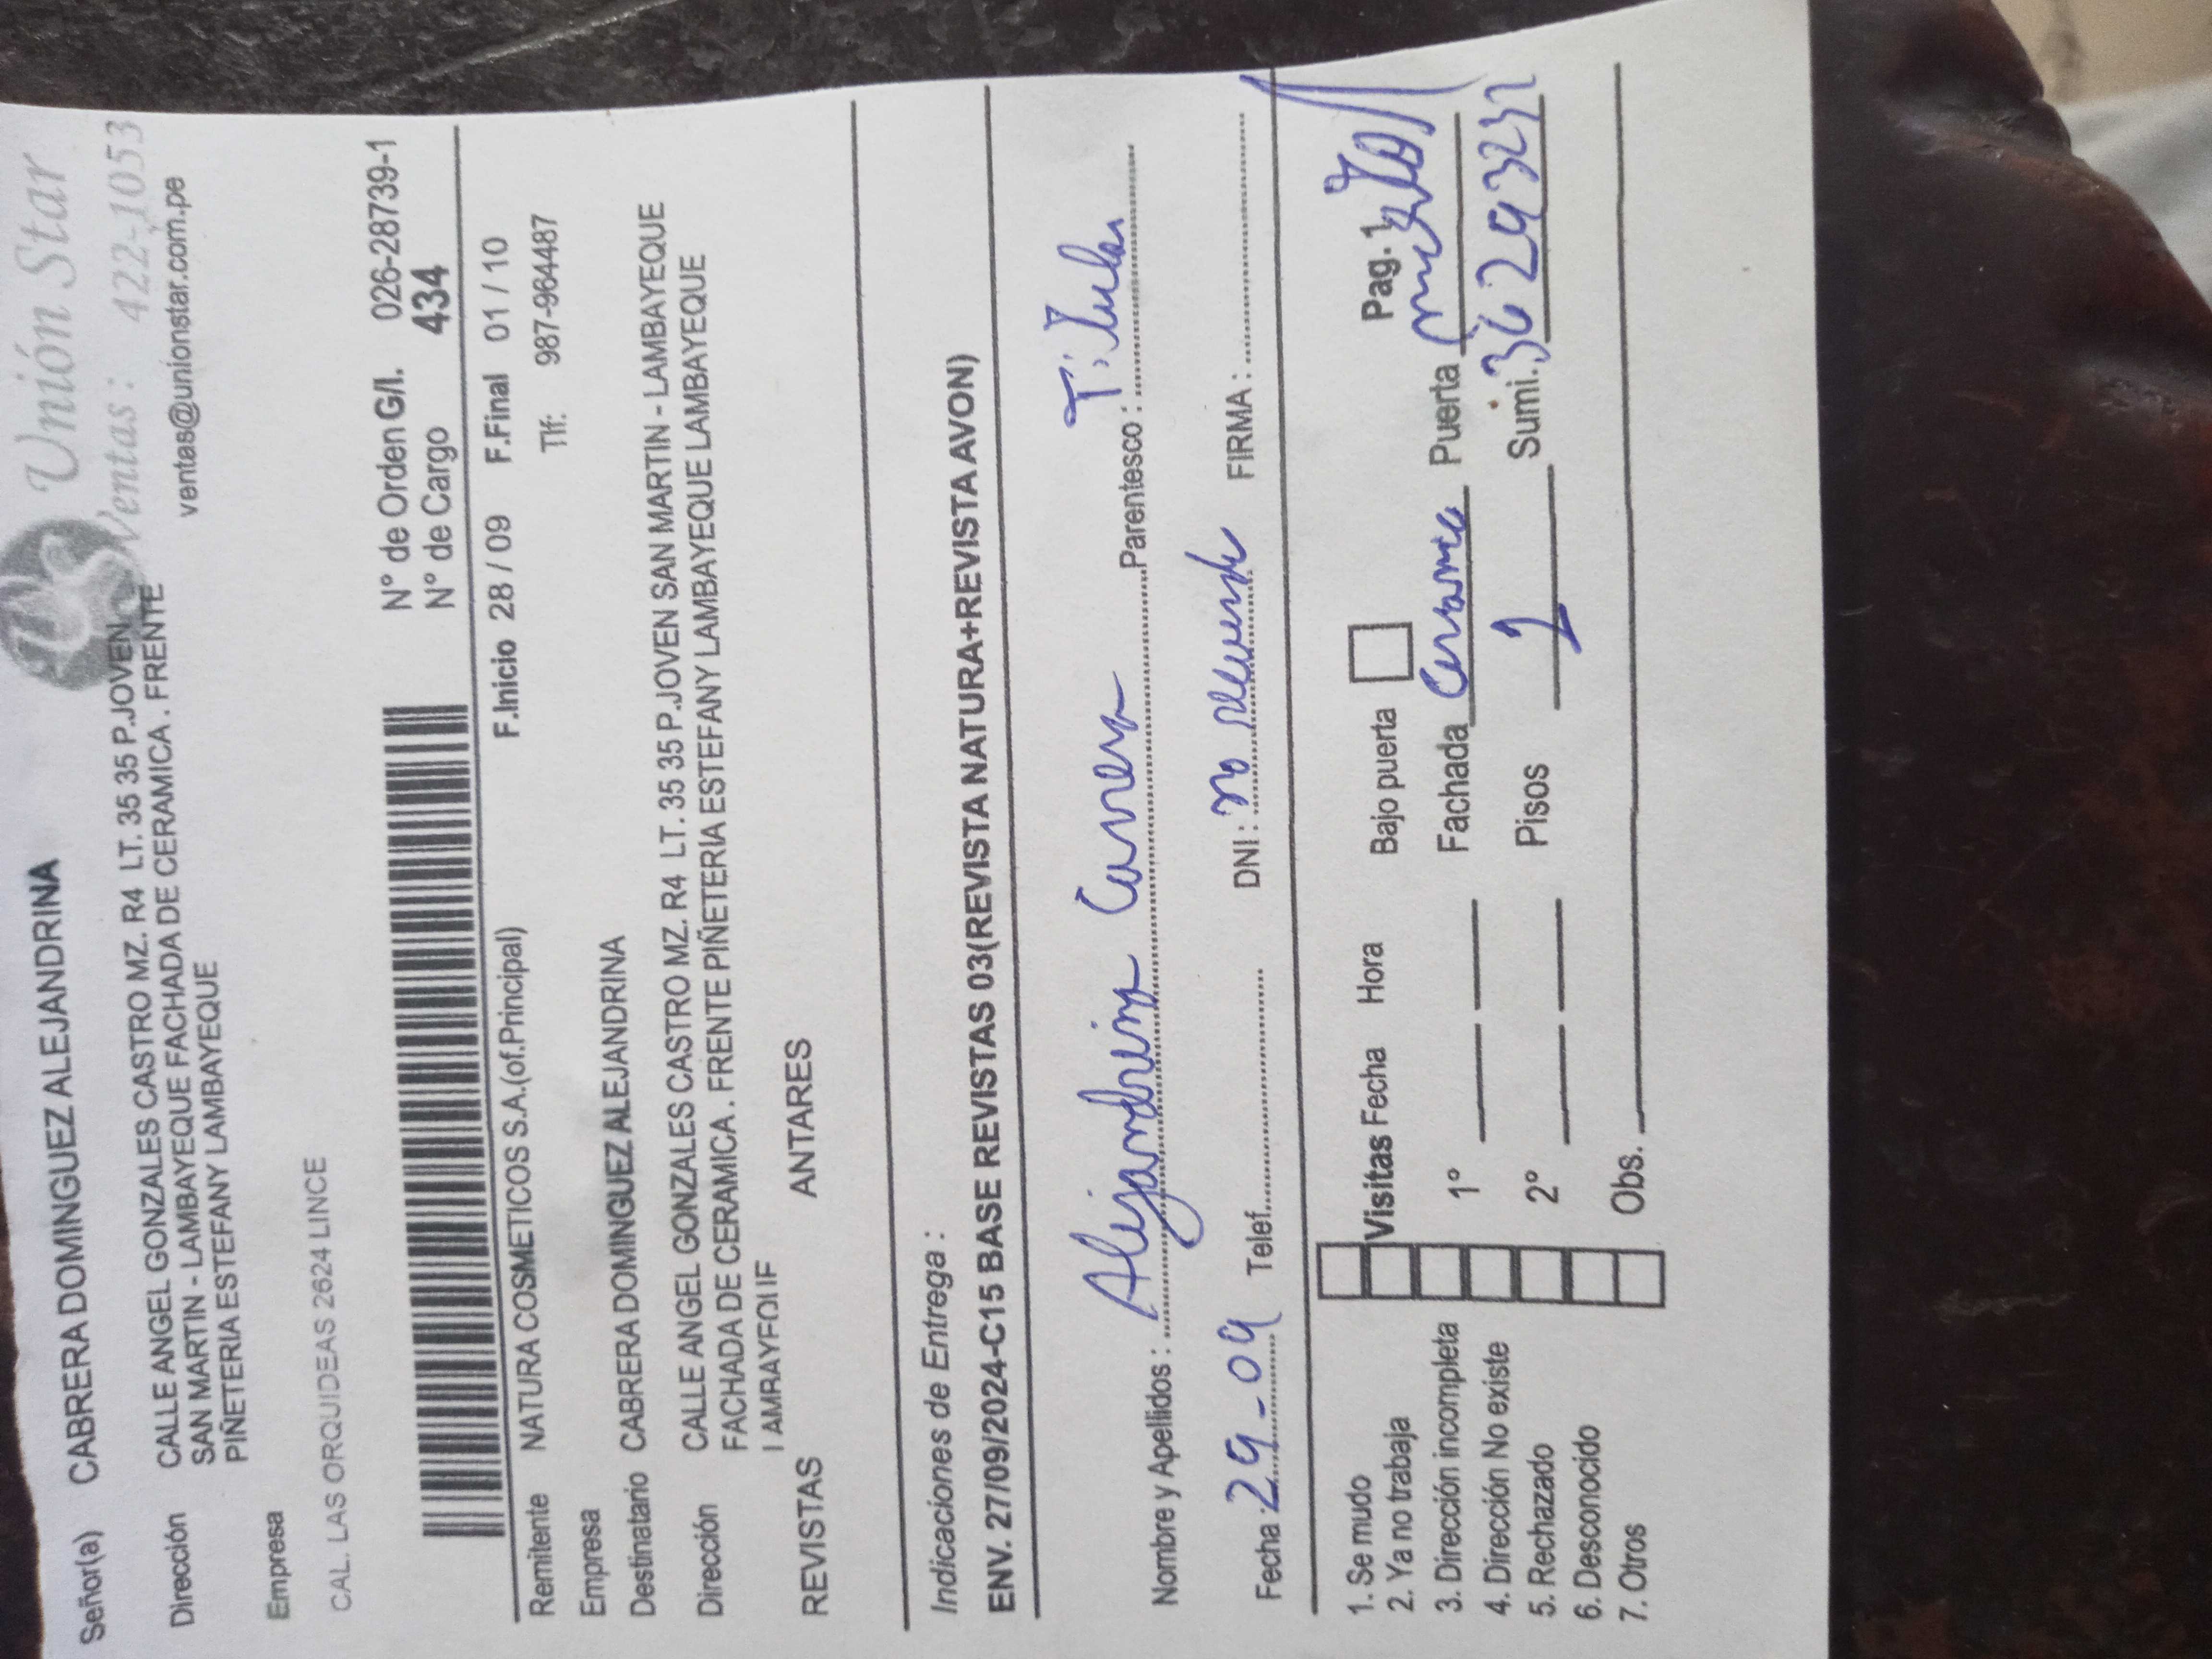 Unión Star
Ventas: 422-1053
ventas@unionstar.com.pe
Señor(a) CABRERA DOMINGUEZ ALEJANDRINA
Dirección CALLE ANGEL GONZALES CASTRO MZ. R4 LT. 35 35 P.JOVEN
SAN MARTIN - LAMBAYEQUE FACHADA DE CERAMICA . FRENTE
PIÑETERIA ESTEFANY LAMBAYEQUE
Empresa
CAL. LAS ORQUIDEAS 2624 LINCE
N° de Orden G/I. 026-28739-1
N° de Cargo 434
F.Inicio 28 / 09 F.Final 01 / 10
Remitente NATURA COSMETICOS S.A.(of.Principal) Tlf: 987-964487
Empresa
Destinatario CABRERA DOMINGUEZ ALEJANDRINA
Dirección CALLE ANGEL GONZALES CASTRO MZ. R4 LT. 35 35 P.JOVEN SAN MARTIN - LAMBAYEQUE
FACHADA DE CERAMICA . FRENTE PIÑETERIA ESTEFANY LAMBAYEQUE LAMBAYEQUE
REVISTAS ANTARES
Indicaciones de Entrega :
ENV. 27/09/2024-C15 BASE REVISTAS 03(REVISTA NATURA+REVISTA AVON)
Nombre y Apellidos : Alejandrina Parentesco :
Fecha : 29-09 Telef. DNI : no FIRMA :
Pag. 1
1. Se mudo Visitas Fecha Hora Bajo puerta
2. Ya no trabaja
3. Dirección incompleta 1° Fachada Puerta
4. Dirección No existe
5. Rechazado 2° Pisos Sumi.
6. Desconocido
7. Otros Obs.